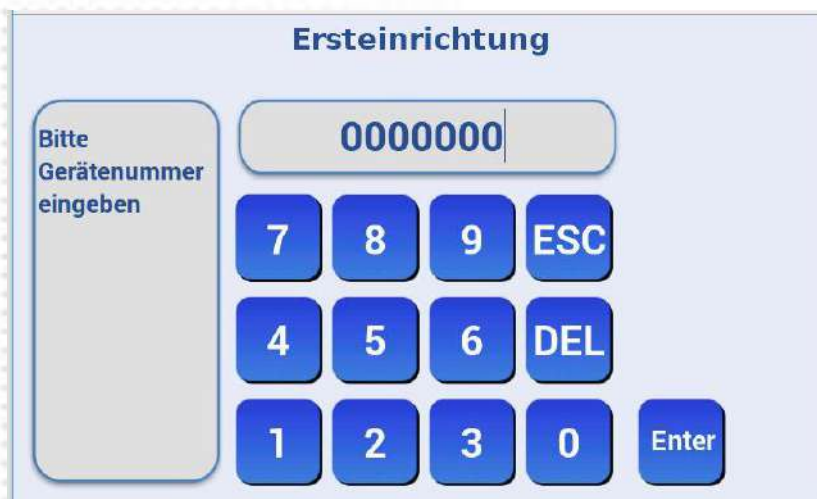 Ersteinrichtung
Bitte
Gerätenummer
eingeben
0000000
7 8 9 ESC
4 5 6 DEL
1 2 3 0 Enter